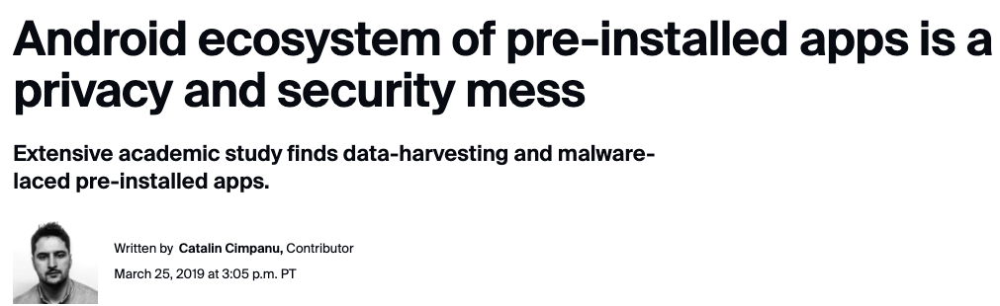 Android ecosystem of pre-installed apps is a
privacy and security mess
Extensive academic study finds data-harvesting and malware-
laced pre-installed apps.
Written by Catalin Cimpanu, Contributor
March 25, 2019 at 3:05 p.m. PT